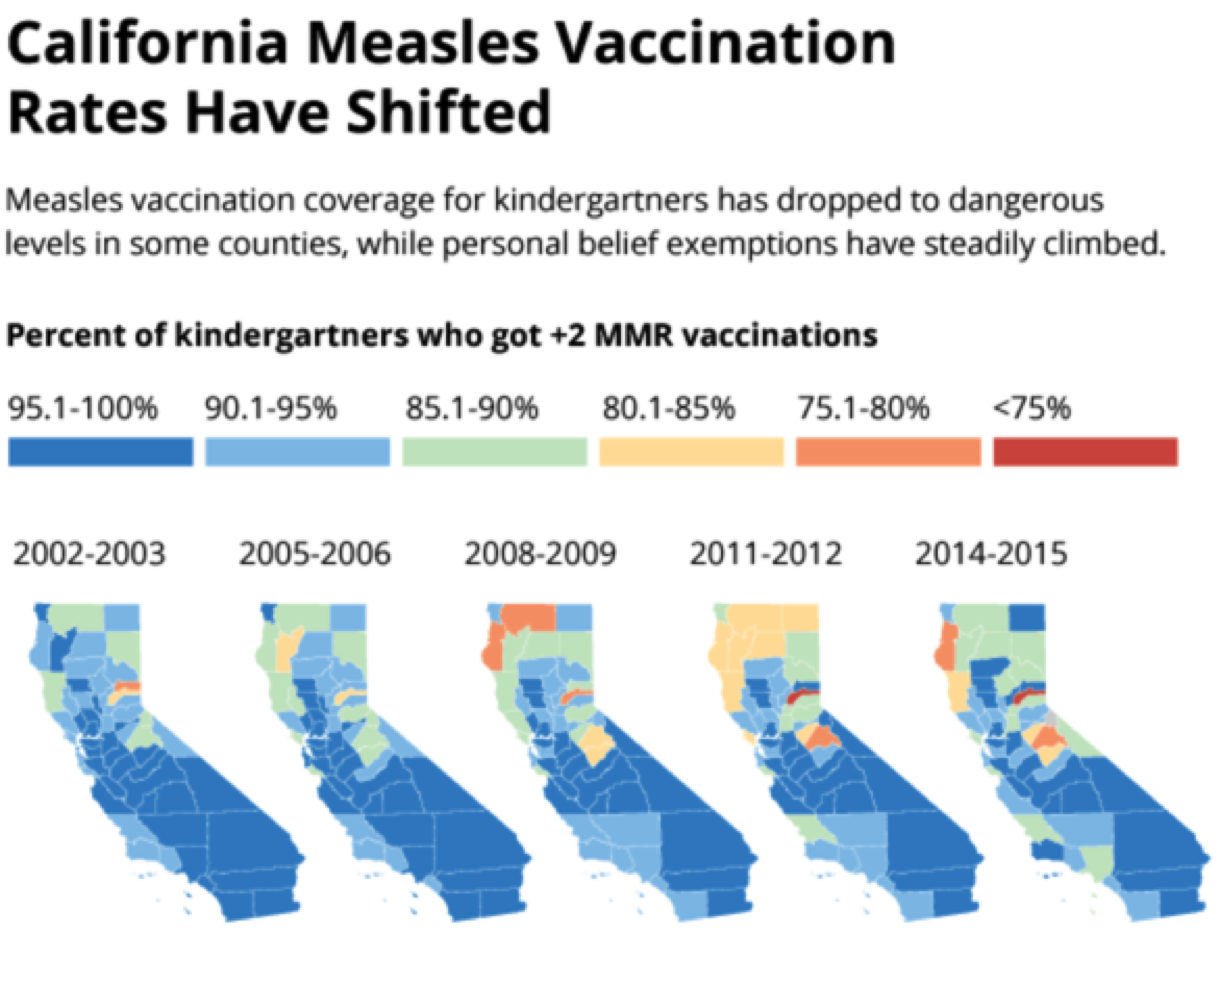 California Measles Vaccination
Rates Have Shifted
Measles vaccination coverage for kindergartners has dropped to dangerous
levels in some counties, while personal belief exemptions have steadily climbed.
Percent of kindergartners who got +2 MMR vaccinations
95.1-100% 90.1-95% 85.1-90% 80.1-85% 75.1-80% <75%
2002-2003 2005-2006 2008-2009 2011-2012 2014-2015